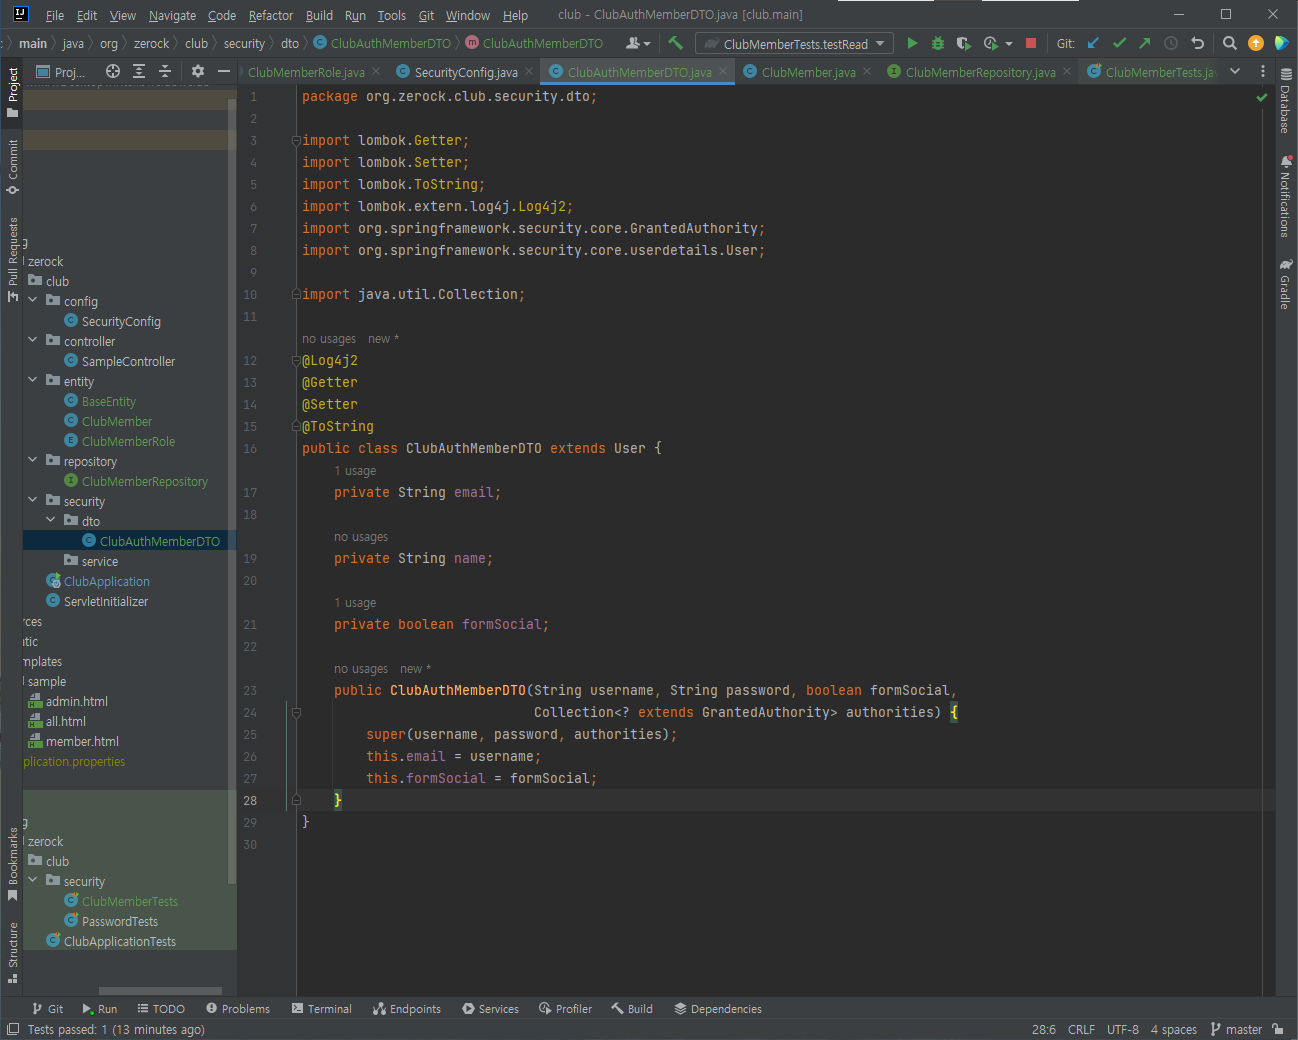 File Edit View Navigate Code Refactor Build Run Tools Git Window Help club - ClubAuthMemberDTO.java [club.main]
main java org zerock club security dto ClubAuthMemberDTO ClubAuthMemberDTO ClubMemberTests.testRead Git:
Project
Commit
Pull Requests
Bookmarks
Structure
Proj...
zerock
club
config
SecurityConfig
controller
SampleController
entity
BaseEntity
ClubMember
ClubMemberRole
repository
ClubMemberRepository
security
dto
ClubAuthMemberDTO
service
ClubApplication
ServletInitializer
rces
tic
mplates
sample
admin.html
all.html
member.html
plication.properties
g
zerock
club
security
ClubMemberTests
PasswordTests
ClubApplicationTests
ClubMemberRole.java SecurityConfig.java ClubAuthMemberDTO.java ClubMember.java ClubMemberRepository.java ClubMemberTests.ja
1 package org.zerock.club.security.dto;
2
3 import lombok.Getter;
4 import lombok.Setter;
5 import lombok.ToString;
6 import lombok.extern.log4j.Log4j2;
7 import org.springframework.security.core.GrantedAuthority;
8 import org.springframework.security.core.userdetails.User;
9
10 import java.util.Collection;
11
no usages new *
12 @Log4j2
13 @Getter
14 @Setter
15 @ToString
16 public class ClubAuthMemberDTO extends User {
1 usage
17 private String email;
18
no usages
19 private String name;
20
1 usage
21 private boolean formSocial;
22
no usages new *
23 public ClubAuthMemberDTO(String username, String password, boolean formSocial,
24 Collection<? extends GrantedAuthority> authorities) {
25 super(username, password, authorities);
26 this.email = username;
27 this.formSocial = formSocial;
28 }
29 }
30
Database
Notifications
Gradle
Git Run TODO Problems Terminal Endpoints Services Profiler Build Dependencies
Tests passed: 1 (13 minutes ago) 28:6 CRLF UTF-8 4 spaces master